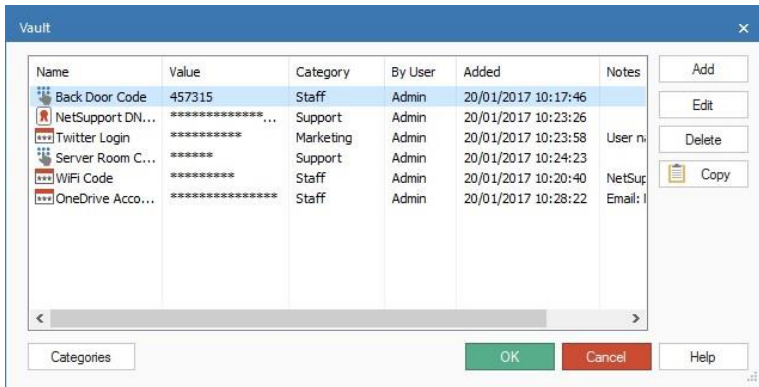 Vault
Name Value Category By User Added Notes
Back Door Code 457315 Staff Admin 20/01/2017 10:17:46
NetSupport DN... *************... Support Admin 20/01/2017 10:23:26
Twitter Login ********** Marketing Admin 20/01/2017 10:23:58 User na
Server Room C... ****** Support Admin 20/01/2017 10:24:23
WiFi Code ********* Staff Admin 20/01/2017 10:20:40 NetSup
OneDrive Acco... *************** Staff Admin 20/01/2017 10:28:22 Email:
Add
Edit
Delete
Copy
Categories OK Cancel Help